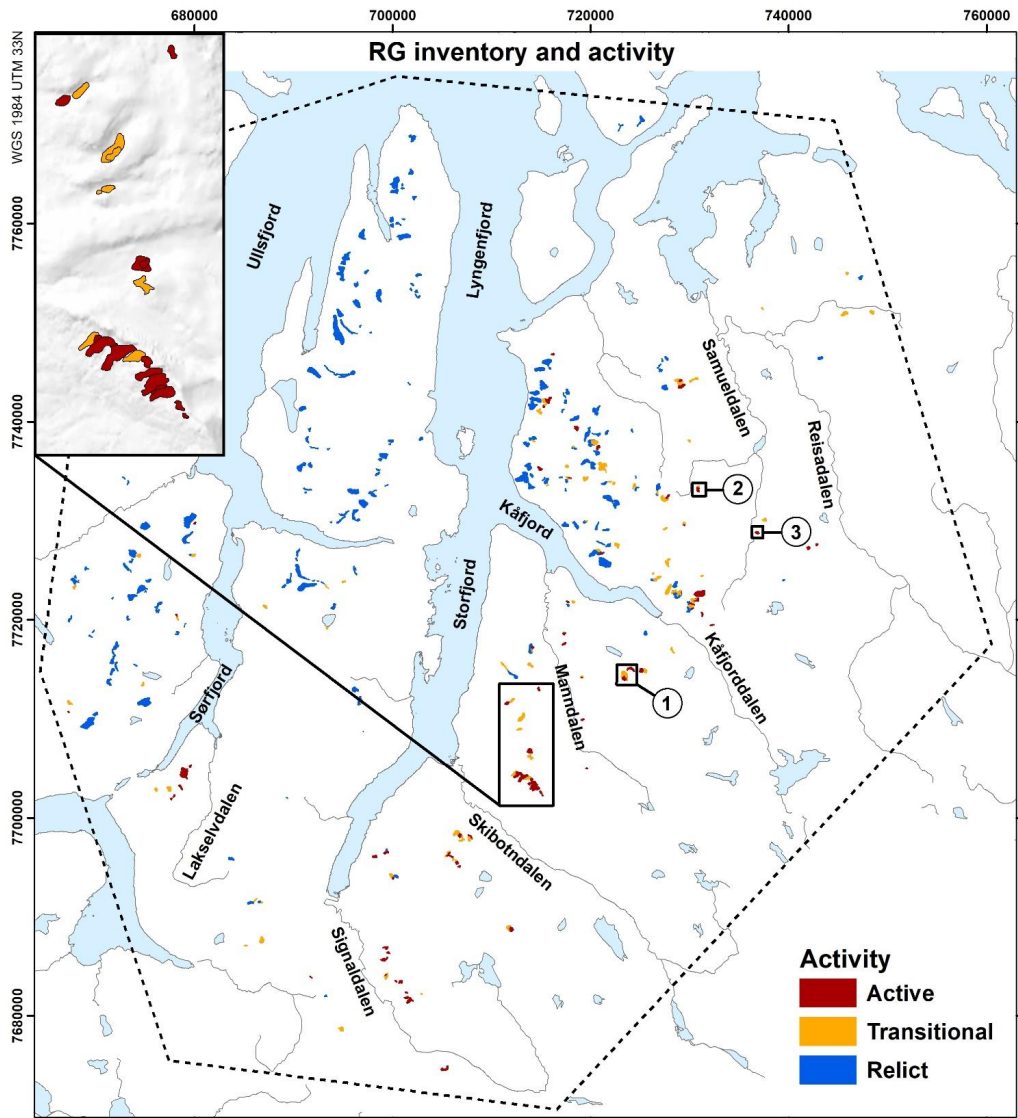 680000
700000
720000
740000
760000
WGS 1984 UTM 33N
RG inventory and activity
7760000
7740000
7720000
7700000
7680000
Ullsfjord
Lyngenfjord
Samueldalen
Reisadalen
2
3
Kåfjord
Storfjord
Sørfjord
Manndalen
Kåfjorddalen
1
Lakselvdalen
Skibotndalen
Signaldalen
Activity
Active
Transitional
Relict